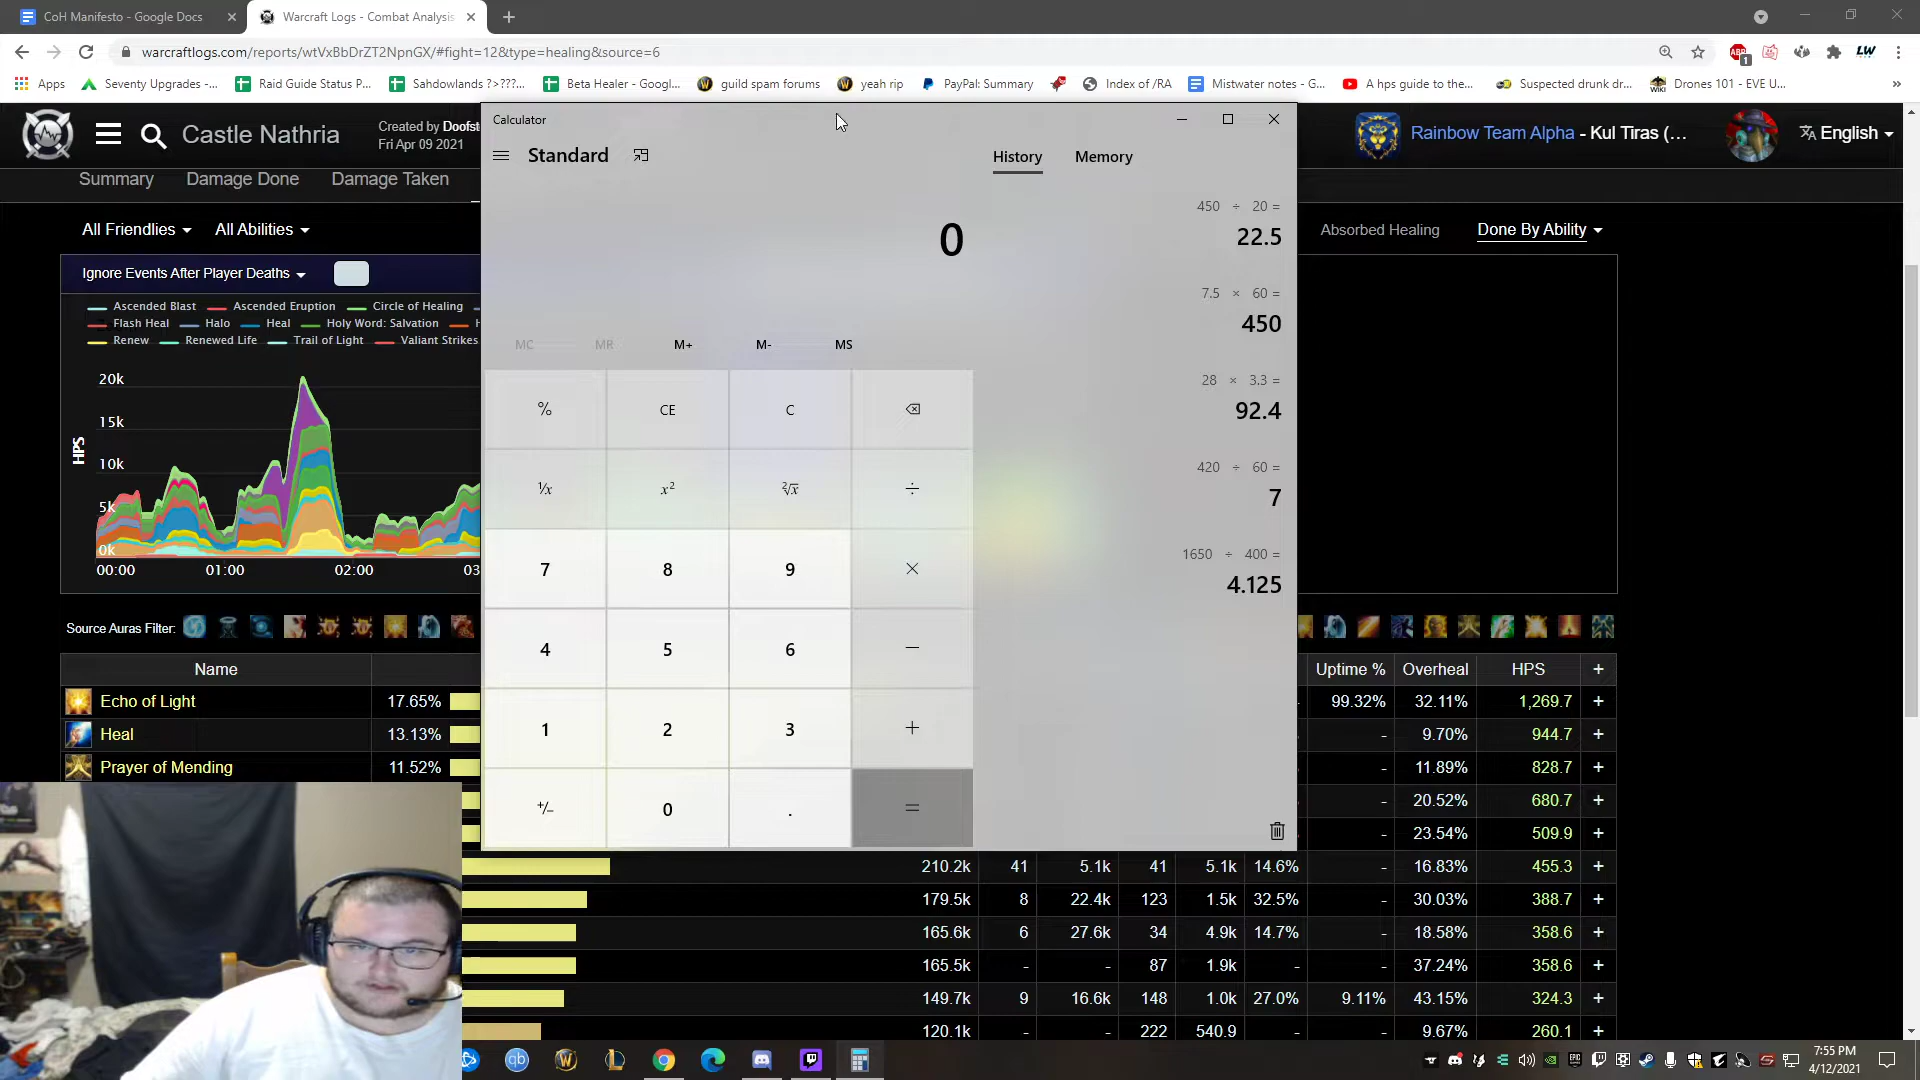 CoH Manifesto - Google Docs
Warcraft Logs - Combat Analysis
warcraftlogs.com/reports/wtVxBbDrZT2NpnGX/#fight=12&type=healing&source=6
Apps
Seventy Upgrades -...
Raid Guide Status P...
Sahdowlands ?>???...
Beta Healer - Googl...
guild spam forums
yeah rip
PayPal: Summary
Index of /RA
Mistwater notes - G...
A hps guide to the...
Suspected drunk dr...
Drones 101 - EVE U...
Castle Nathria
Created by Doofst
Fri Apr 09 2021
Rainbow Team Alpha - Kul Tiras (...
English
Summary
Damage Done
Damage Taken
All Friendlies
All Abilities
Absorbed Healing
Done By Ability
Ignore Events After Player Deaths
Ascended Blast
Ascended Eruption
Circle of Healing
Flash Heal
Halo
Heal
Holy Word: Salvation
H
Renew
Renewed Life
Trail of Light
Valiant Strikes
HPS
20k
15k
10k
5k
0k
00:00
01:00
02:00
03
Calculator
Standard
History
Memory
0
450 ÷ 20 =
22.5
7.5 × 60 =
450
28 × 3.3 =
92.4
420 ÷ 60 =
7
1650 ÷ 400 =
4.125
MC MR M+ M- MS
% CE C
⅟x x² ²√x ÷
7 8 9 ×
4 5 6 −
1 2 3 +
+/− 0 . =
Source Auras Filter:
Name
Uptime % Overheal HPS +
Echo of Light 17.65% 99.32% 32.11% 1,269.7 +
Heal 13.13% - 9.70% 944.7 +
Prayer of Mending 11.52% - 11.89% 828.7 +
- 20.52% 680.7 +
- 23.54% 509.9 +
210.2k 41 5.1k 41 5.1k 14.6% - 16.83% 455.3 +
179.5k 8 22.4k 123 1.5k 32.5% - 30.03% 388.7 +
165.6k 6 27.6k 34 4.9k 14.7% - 18.58% 358.6 +
165.5k - - 87 1.9k - - 37.24% 358.6 +
149.7k 9 16.6k 148 1.0k 27.0% 9.11% 43.15% 324.3 +
120.1k - - 222 540.9 - - 9.67% 260.1 +
7:55 PM
4/12/2021